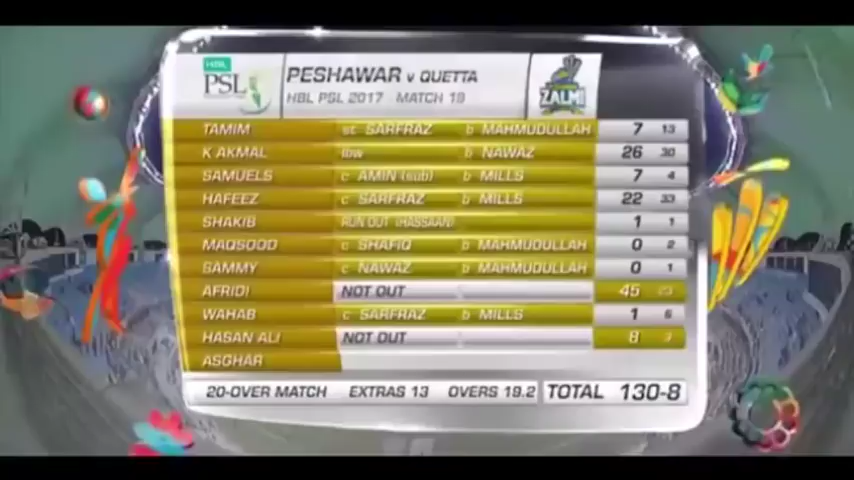 HBL
PSL
PESHAWAR v QUETTA
HBL PSL 2017 MATCH 19
ZALMI
TAMIM st SARFRAZ b MAHMUDULLAH 7 13
K AKMAL lbw b NAWAZ 26 30
SAMUELS c AMIN (sub) b MILLS 7 4
HAFEEZ c SARFRAZ b MILLS 22 33
SHAKIB RUN OUT (HASSAAN) 1 1
MAQSOOD c SHAFIQ b MAHMUDULLAH 0 2
SAMMY c NAWAZ b MAHMUDULLAH 0 1
AFRIDI NOT OUT 45
WAHAB c SARFRAZ b MILLS 1 6
HASAN ALI NOT OUT 8
ASGHAR
20-OVER MATCH EXTRAS 13 OVERS 19.2 TOTAL 130-8